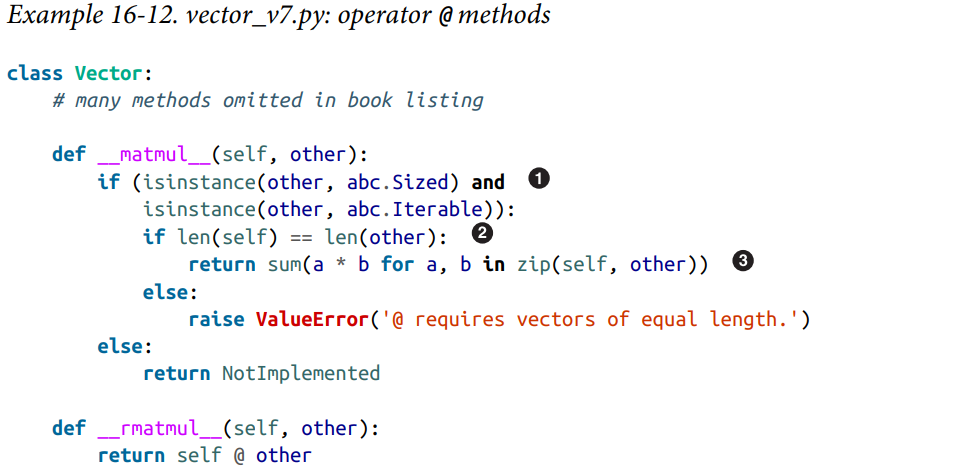 Example 16-12. vector_v7.py: operator @ methods
class Vector:
    # many methods omitted in book listing
    def __matmul__(self, other):
        if (isinstance(other, abc.Sized) and ❶
            isinstance(other, abc.Iterable)):
            if len(self) == len(other): ❷
                return sum(a * b for a, b in zip(self, other)) ❸
            else:
                raise ValueError('@ requires vectors of equal length.')
        else:
            return NotImplemented
    def __rmatmul__(self, other):
        return self @ other